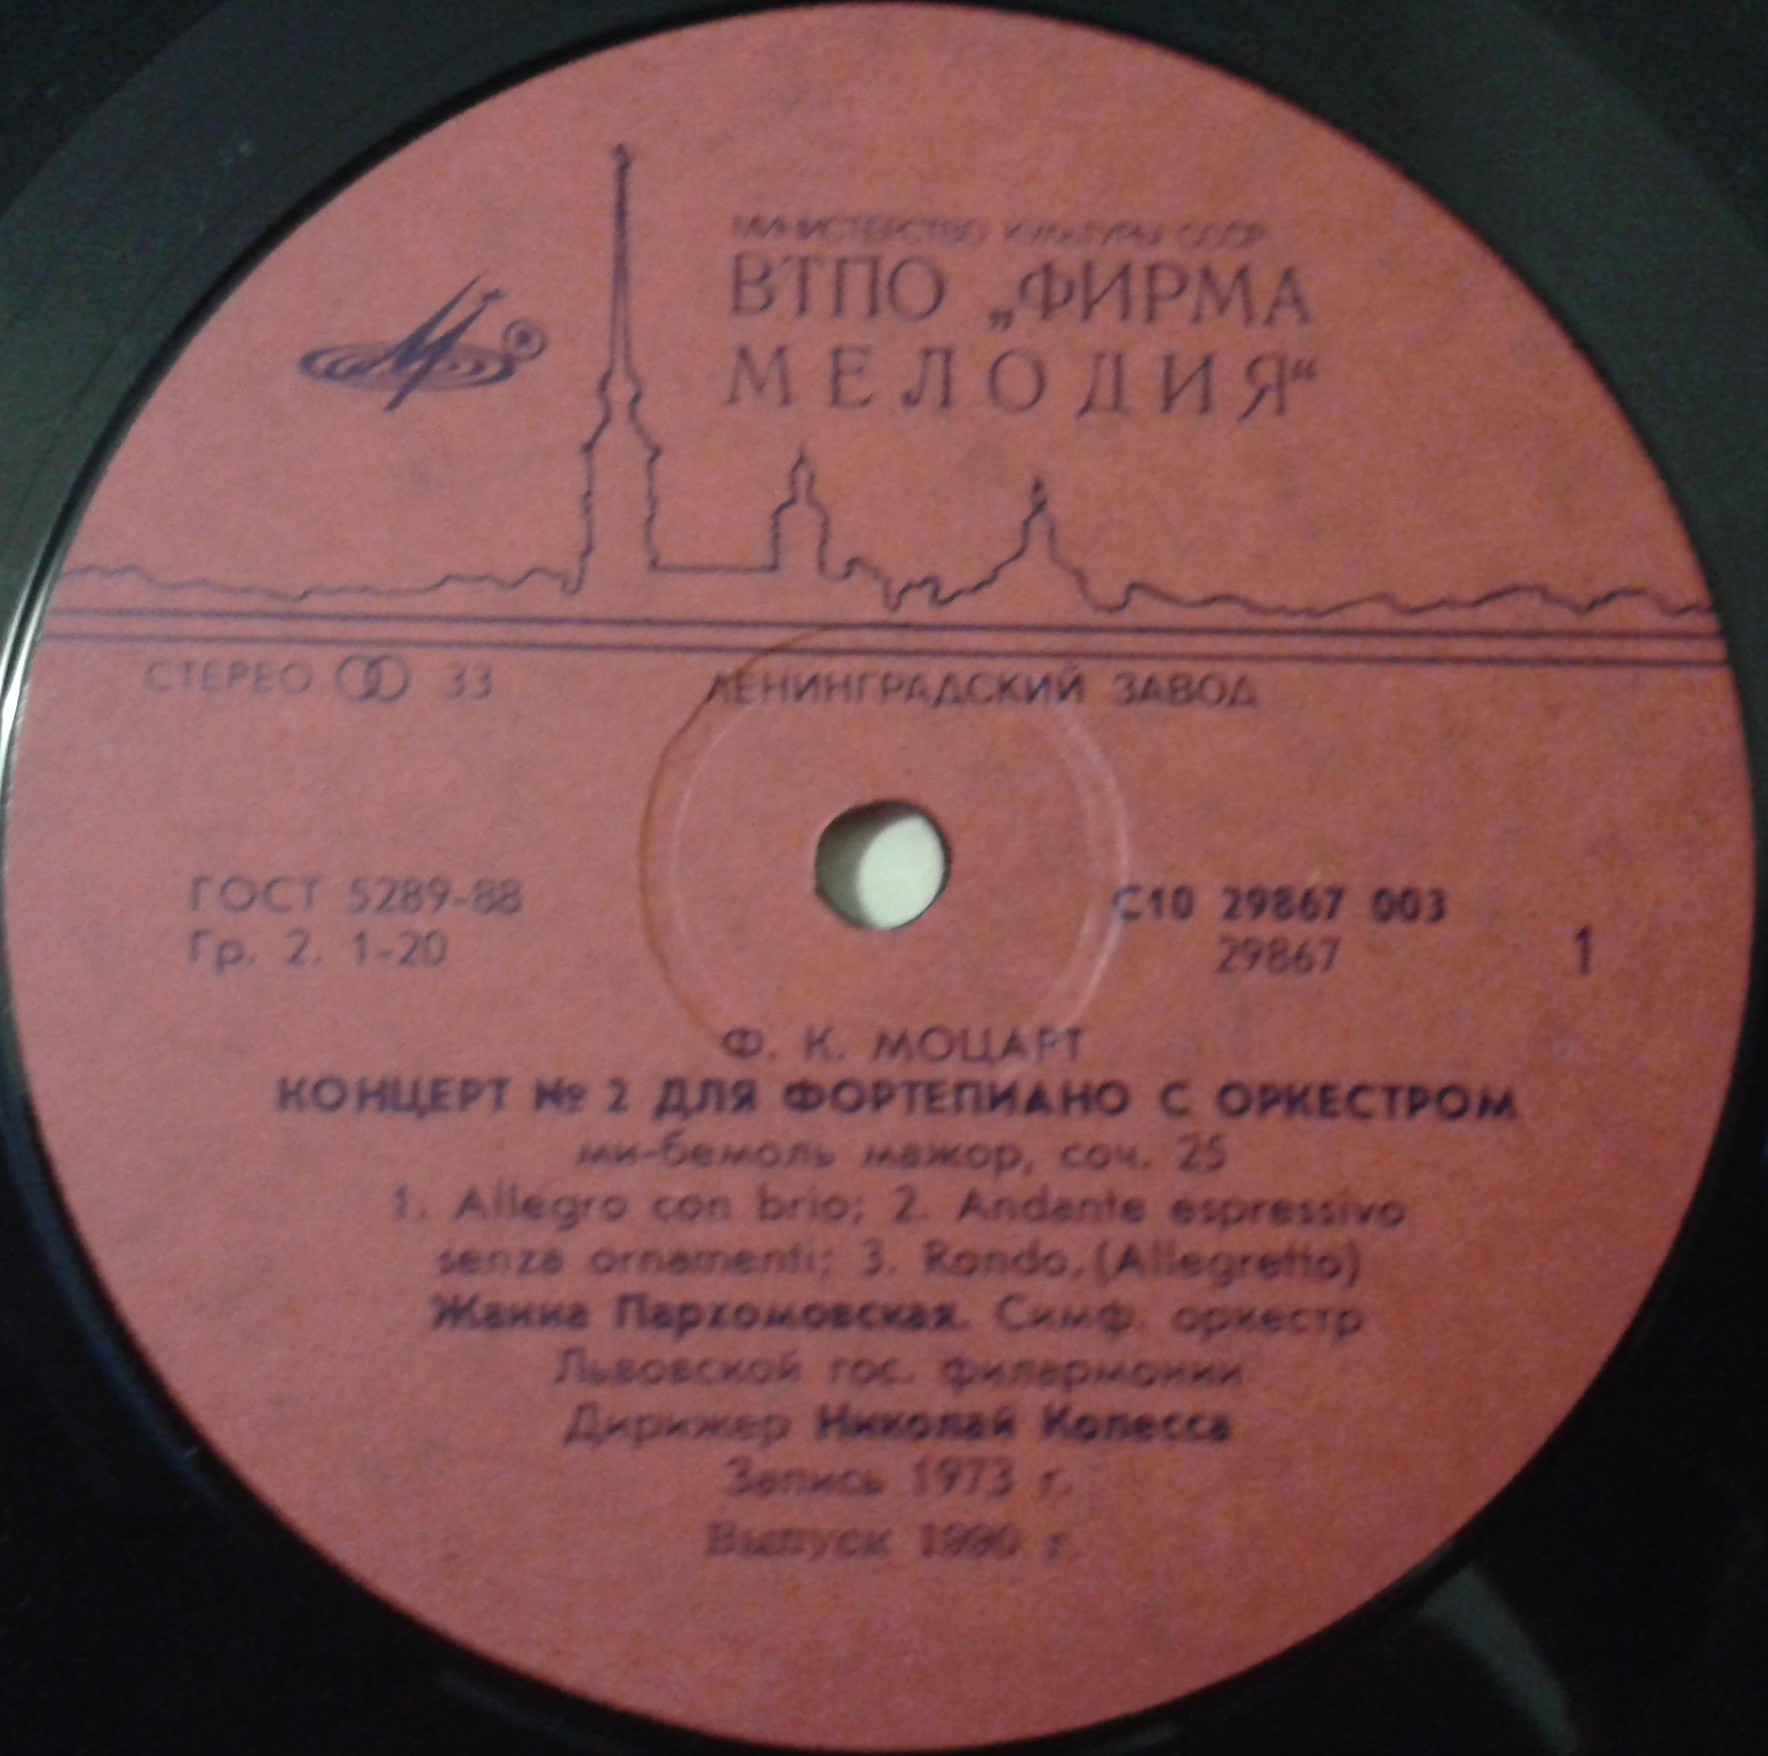 МИНИСТЕРСТВО КУЛЬТУРЫ СССР
ВТПО „ФИРМА
МЕЛОДИЯ“
СТЕРЕО 33
ЛЕНИНГРАДСКИЙ ЗАВОД
ГОСТ 5289-88
Гр. 2. 1-20
С10 29867 003
29867
1
Ф. К. МОЦАРТ
КОНЦЕРТ № 2 ДЛЯ ФОРТЕПИАНО С ОРКЕСТРОМ
ми-бемоль мажор, соч. 25
1. Allegro con brio; 2. Andante espressivo
senza ornamenti; 3. Rondo. (Allegretto)
Жанна Пархомовская. Симф. оркестр
Львовской гос. филармонии
Дирижер Николай Колесса
Запись 1973 г.
Выпуск 1990 г.